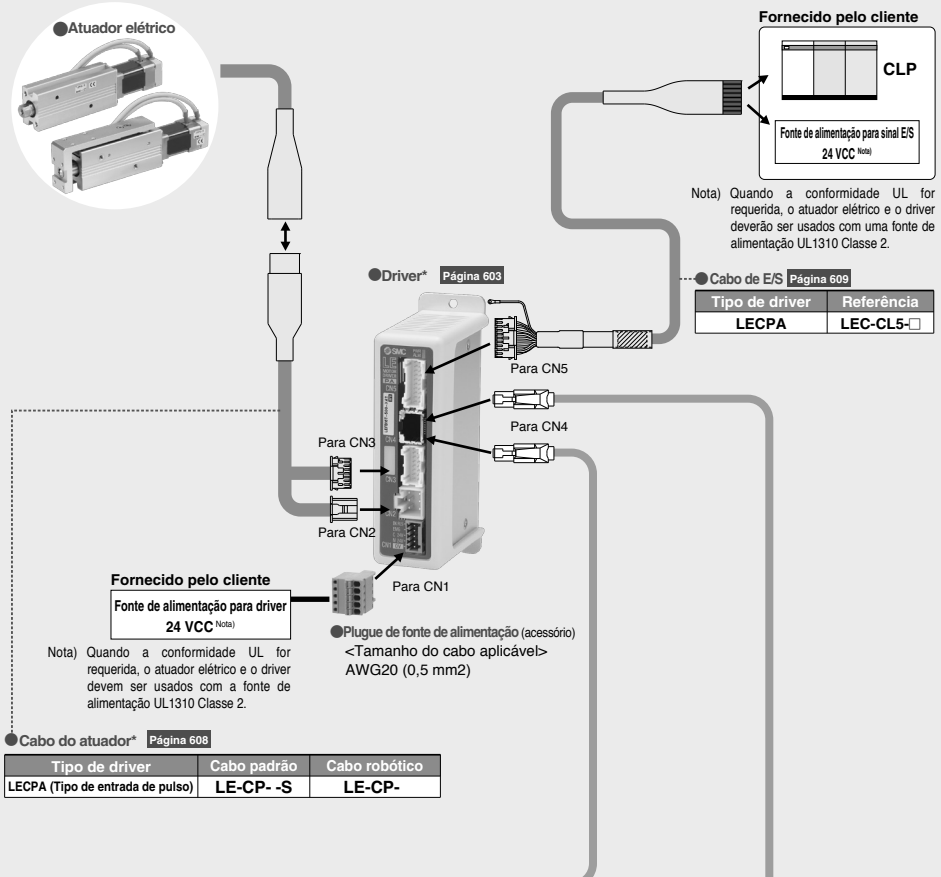 ●Atuador elétrico
Fornecido pelo cliente
CLP
Fonte de alimentação para sinal E/S
24 VCC Nota)
Nota) Quando a conformidade UL for
requerida, o atuador elétrico e o driver
deverão ser usados com uma fonte de
alimentação UL1310 Classe 2.
●Driver* Página 603
●Cabo de E/S Página 609
Tipo de driver Referência
LECPA LEC-CL5-□
Para CN5
Para CN4
Para CN3
Para CN2
Para CN1
SMC
CN5
CN4
CN3
CN1
Fornecido pelo cliente
Fonte de alimentação para driver
24 VCC Nota)
Nota) Quando a conformidade UL for
requerida, o atuador elétrico e o driver
devem ser usados com a fonte de
alimentação UL1310 Classe 2.
●Plugue de fonte de alimentação (acessório)
<Tamanho do cabo aplicável>
AWG20 (0,5 mm2)
●Cabo do atuador* Página 608
Tipo de driver Cabo padrão Cabo robótico
LECPA (Tipo de entrada de pulso) LE-CP- -S LE-CP-